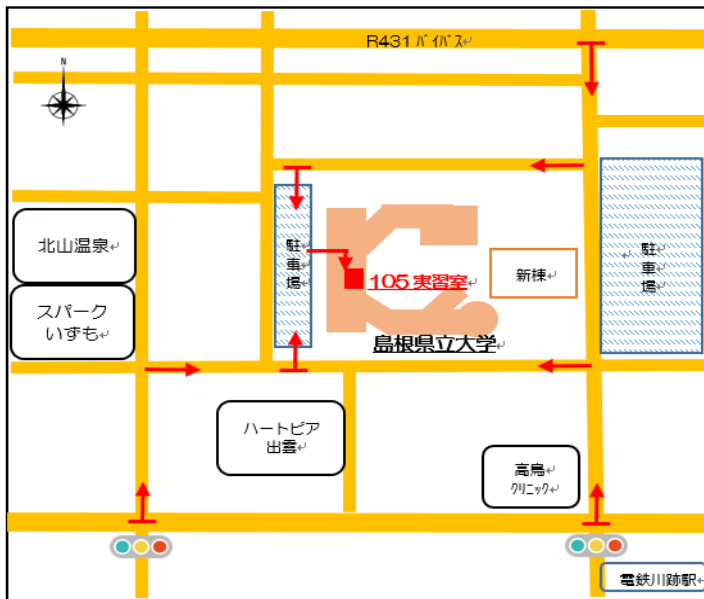 R431 ﾊﾞｲﾊﾟｽ
N
北山温泉
スパーク
いずも
駐
車
場
105 実習室
新棟
駐
車
場
島根県立大学
ハートピア
出雲
高鳥
ｸﾘﾆｯｸ
電鉄川跡駅